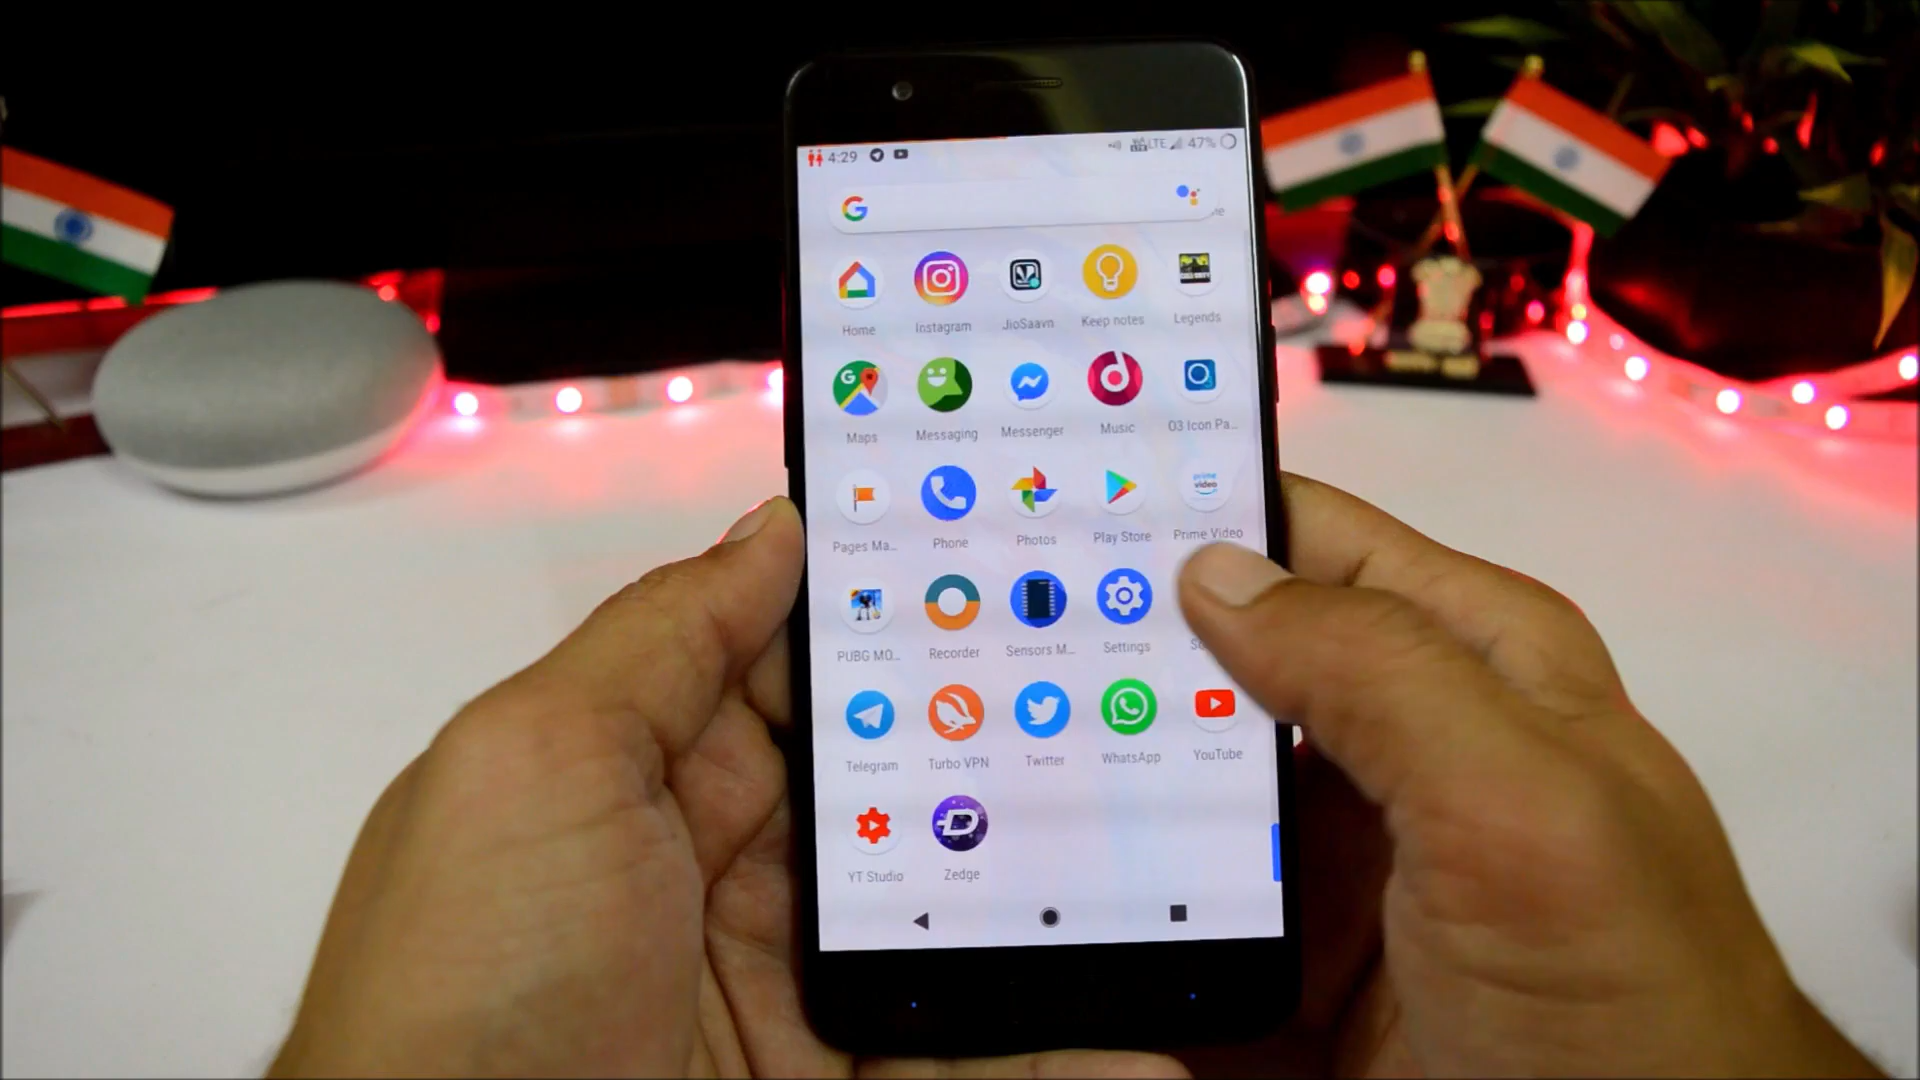 4:29 LTE 47%
G
Home Instagram JioSaavn Keep notes Legends
Maps Messaging Messenger Music O3 Icon Pa...
prime video
Pages Ma... Phone Photos Play Store Prime Video
PUBG MO... Recorder Sensors M... Settings
Telegram Turbo VPN Twitter WhatsApp YouTube
YT Studio Zedge